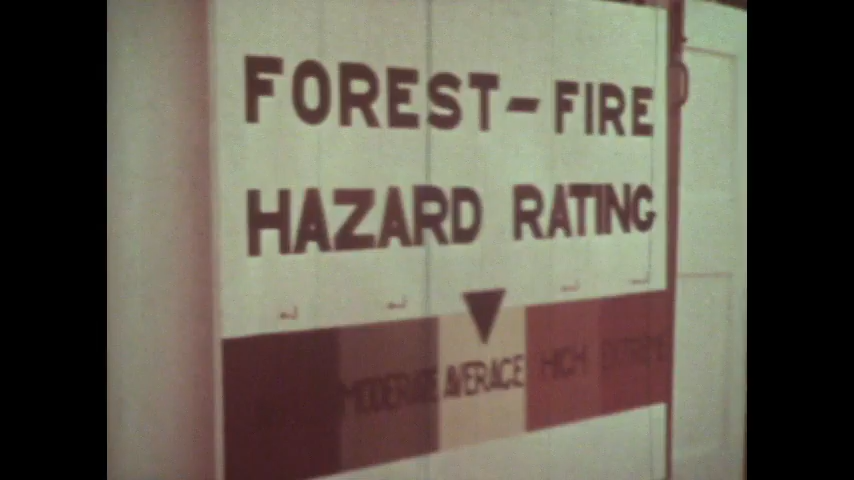 FOREST-FIRE
HAZARD RATING
MODERATE AVERAGE HIGH EXTREME